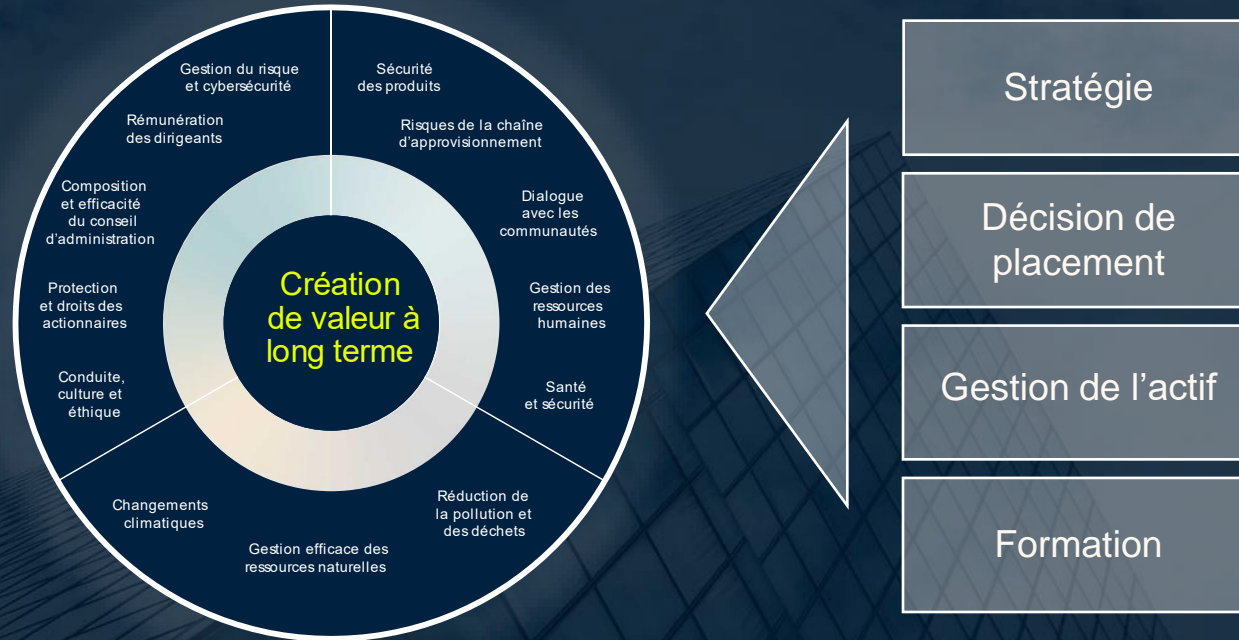 Gestion du risque
et cybersécurité
Rémunération
des dirigeants
Composition
et efficacité
du conseil
d'administration
Protection
et droits des
actionnaires
Conduite,
culture et
éthique
Sécurité
des produits
Risques de la chaîne
d'approvisionnement
Dialogue
avec les
communautés
Gestion des
ressources
humaines
Santé
et sécurité
Changements
climatiques
Gestion efficace des
ressources naturelles
Réduction de
la pollution et
des déchets
Création
de valeur à
long terme
Stratégie
Décision de
placement
Gestion de l'actif
Formation